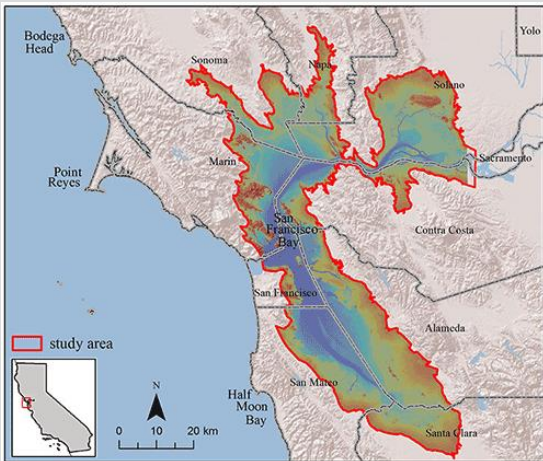 Bodega
Head
Yolo
Sonoma
Napa
Solano
Marin
Sacramento
Point
Reyes
San
Francisco
Bay
Contra Costa
San Francisco
Alameda
study area
San Mateo
Half
Moon
Bay
N
0 10 20 km
Santa Clara